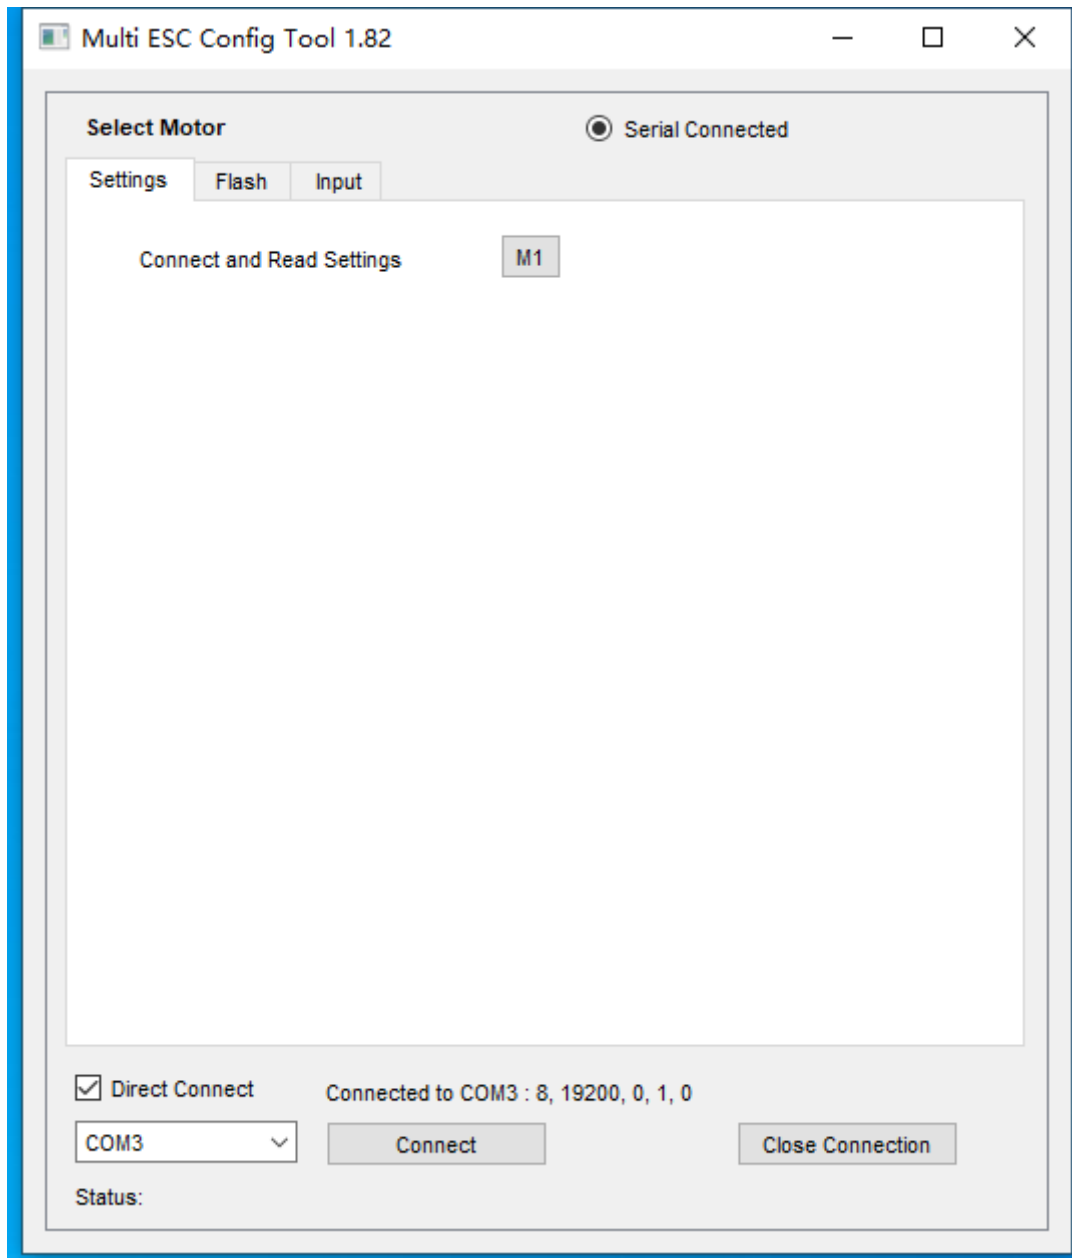 Multi ESC Config Tool 1.82
Select Motor
Serial Connected
Settings
Flash
Input
Connect and Read Settings
M1
Direct Connect
Connected to COM3 : 8, 19200, 0, 1, 0
COM3
Connect
Close Connection
Status: